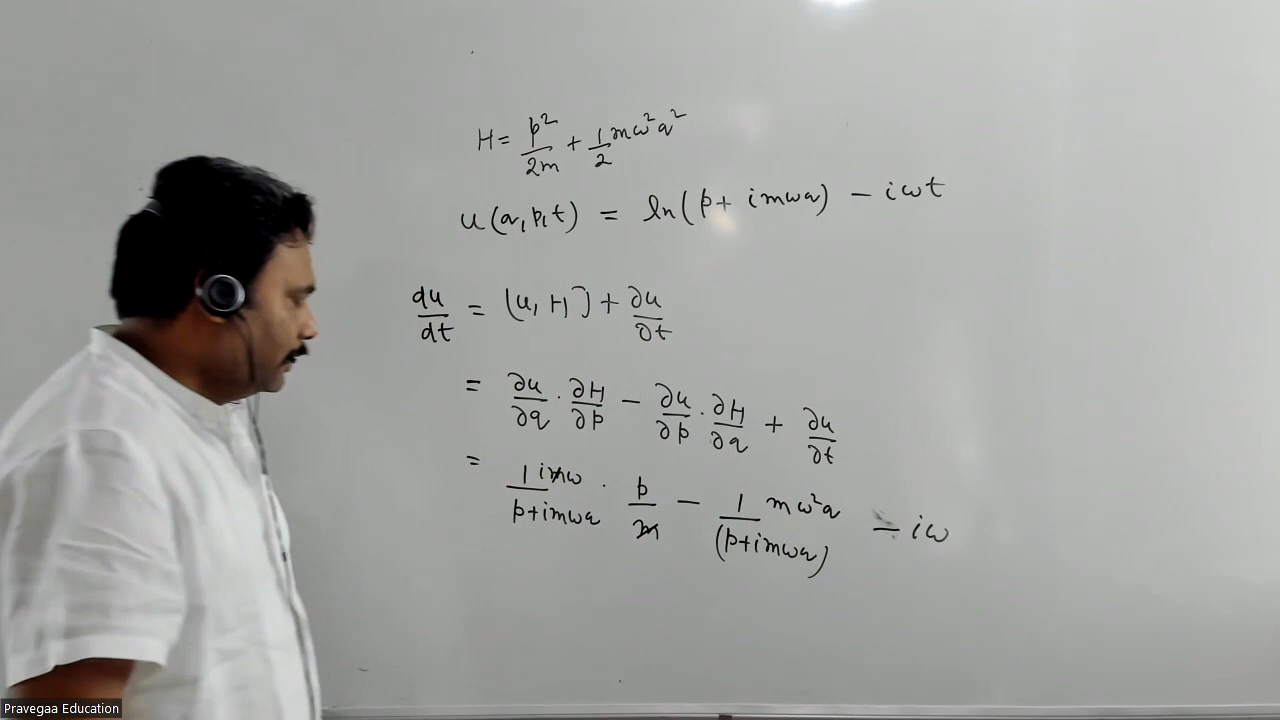 H = p²/2m + 1/2 mω²q²
u(q, p, t) = ln(p + imωq) − iωt
du/dt = [u, H] + ∂u/∂t
= ∂u/∂q · ∂H/∂p − ∂u/∂p · ∂H/∂q + ∂u/∂t
= 1/(p+imωq) imω · p/m − 1/(p+imωq) mω²q − iω
Pravegaa Education